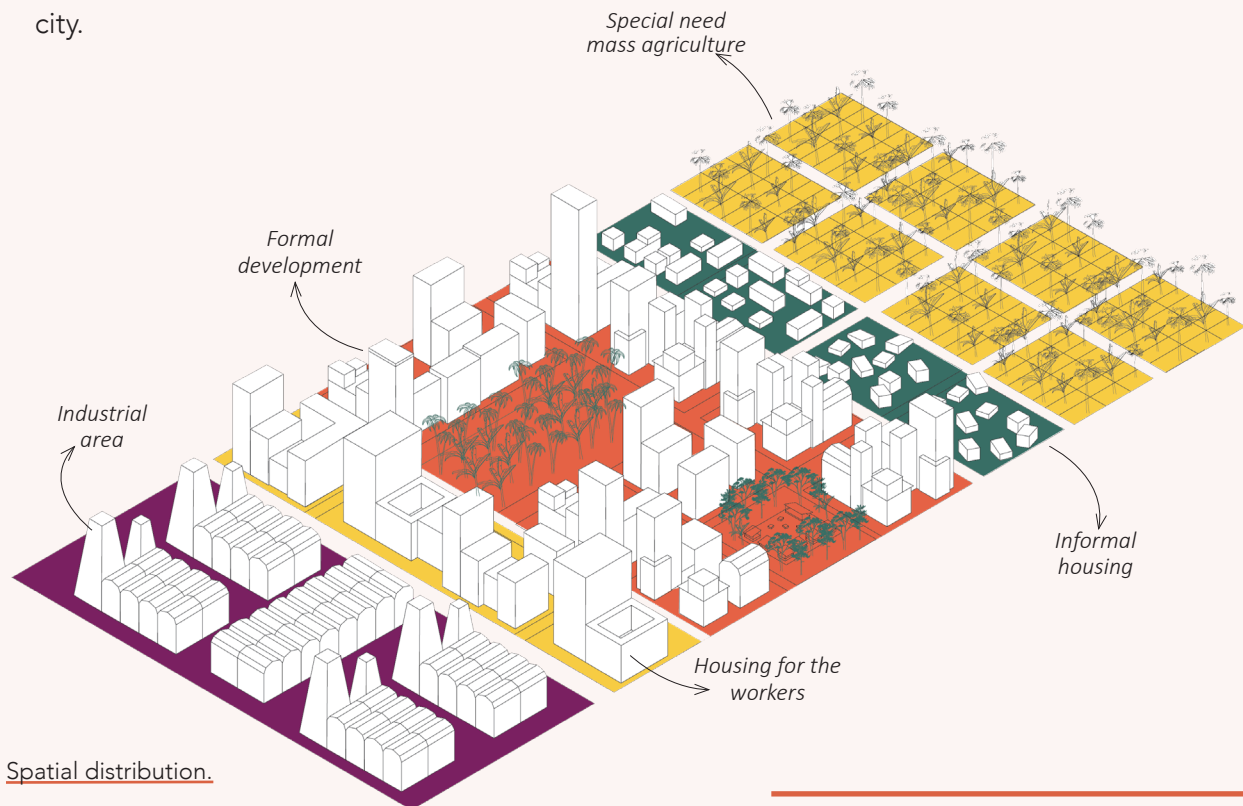 city.
Special need
mass agriculture
Formal
development
Industrial
area
Informal
housing
Housing for the
workers
Spatial distribution.